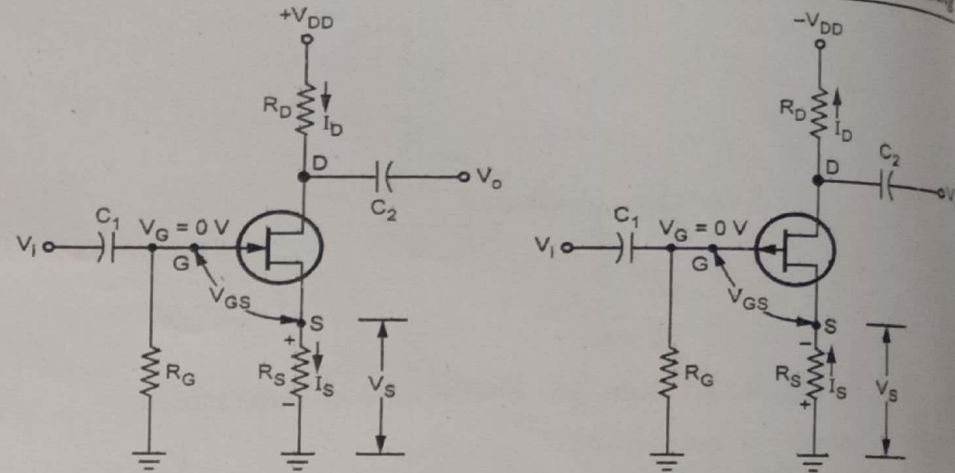 +VDD
RD
ID
D
C2
Vo
C1
Vi
VG = 0 V
G
VGS
S
+
RG
RS
IS
−
VS
−VDD
RD
ID
D
C2
C1
Vi
VG = 0 V
G
VGS
S
−
RG
RS
IS
+
VS